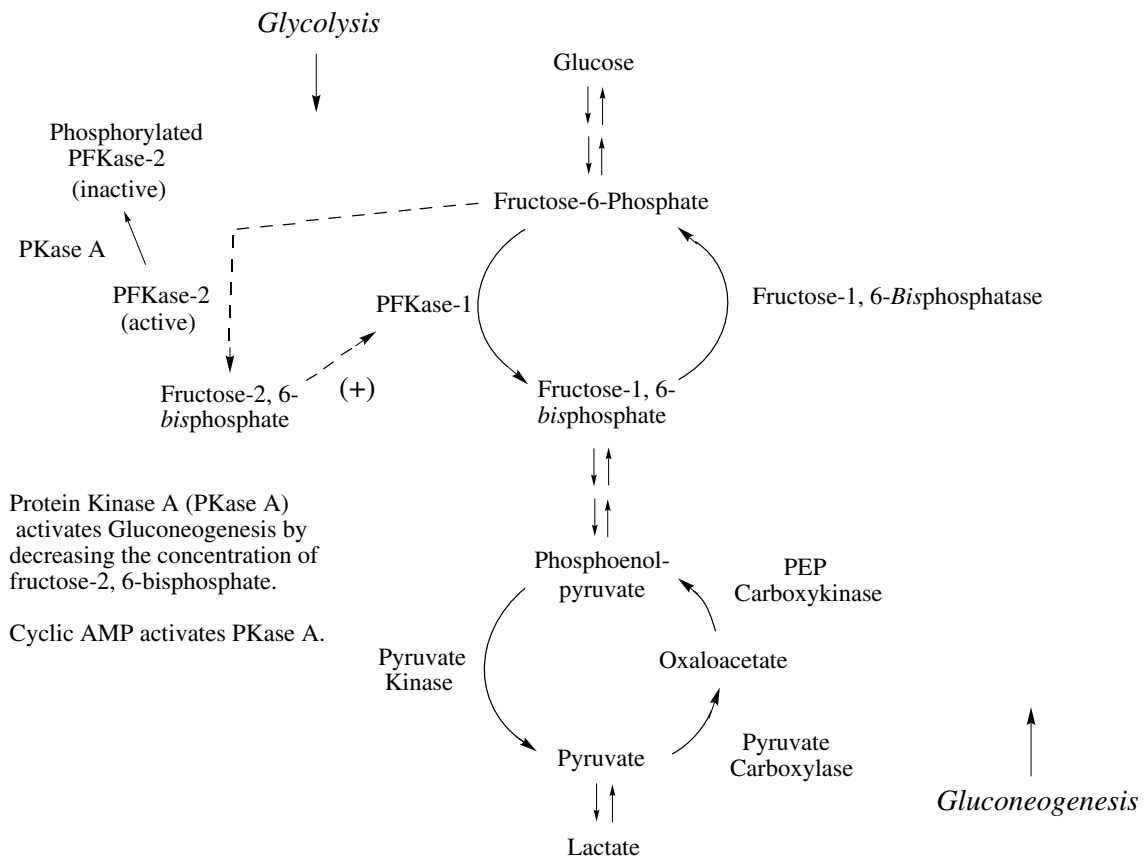 Glycolysis
Glucose
Phosphorylated
PFKase-2
(inactive)
Fructose-6-Phosphate
PKase A
PFKase-2
(active)
PFKase-1
Fructose-1, 6-Bisphosphatase
Fructose-2, 6-
bisphosphate
(+)
Fructose-1, 6-
bisphosphate
Protein Kinase A (PKase A)
activates Gluconeogenesis by
decreasing the concentration of
fructose-2, 6-bisphosphate.
Cyclic AMP activates PKase A.
Phosphoenol-
pyruvate
PEP
Carboxykinase
Pyruvate
Kinase
Oxaloacetate
Pyruvate
Pyruvate
Carboxylase
Gluconeogenesis
Lactate